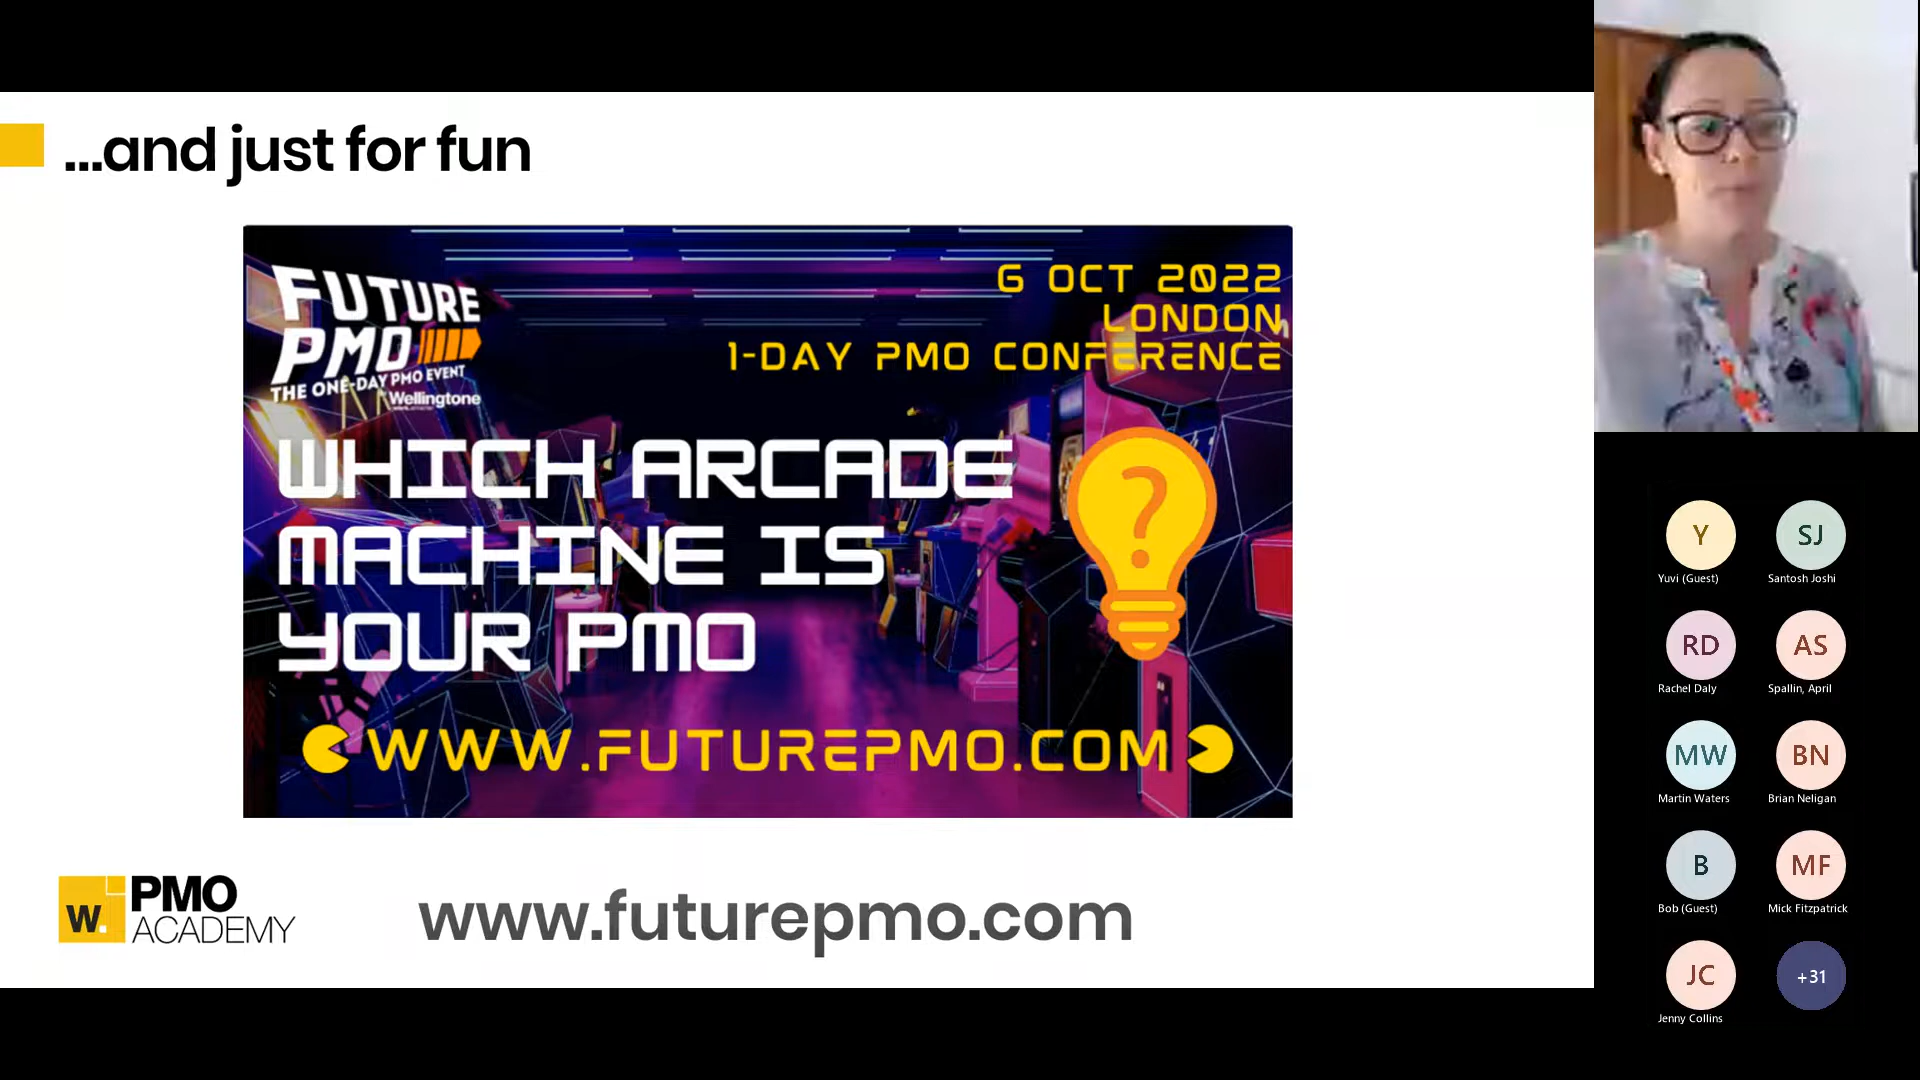 ...and just for fun
FUTURE
PMO
THE ONE-DAY PMO EVENT
Wellingtone
6 OCT 2022
LONDON
1-DAY PMO CONFERENCE
WHICH ARCADE
MACHINE IS
YOUR PMO
?
WWW.FUTUREPMO.COM
W.
PMO
ACADEMY
www.futurepmo.com
Y
SJ
Yuvi (Guest)
Santosh Joshi
RD
AS
Rachel Daly
Spallin, April
MW
BN
Martin Waters
Brian Neligan
B
MF
Bob (Guest)
Mick Fitzpatrick
JC
+31
Jenny Collins